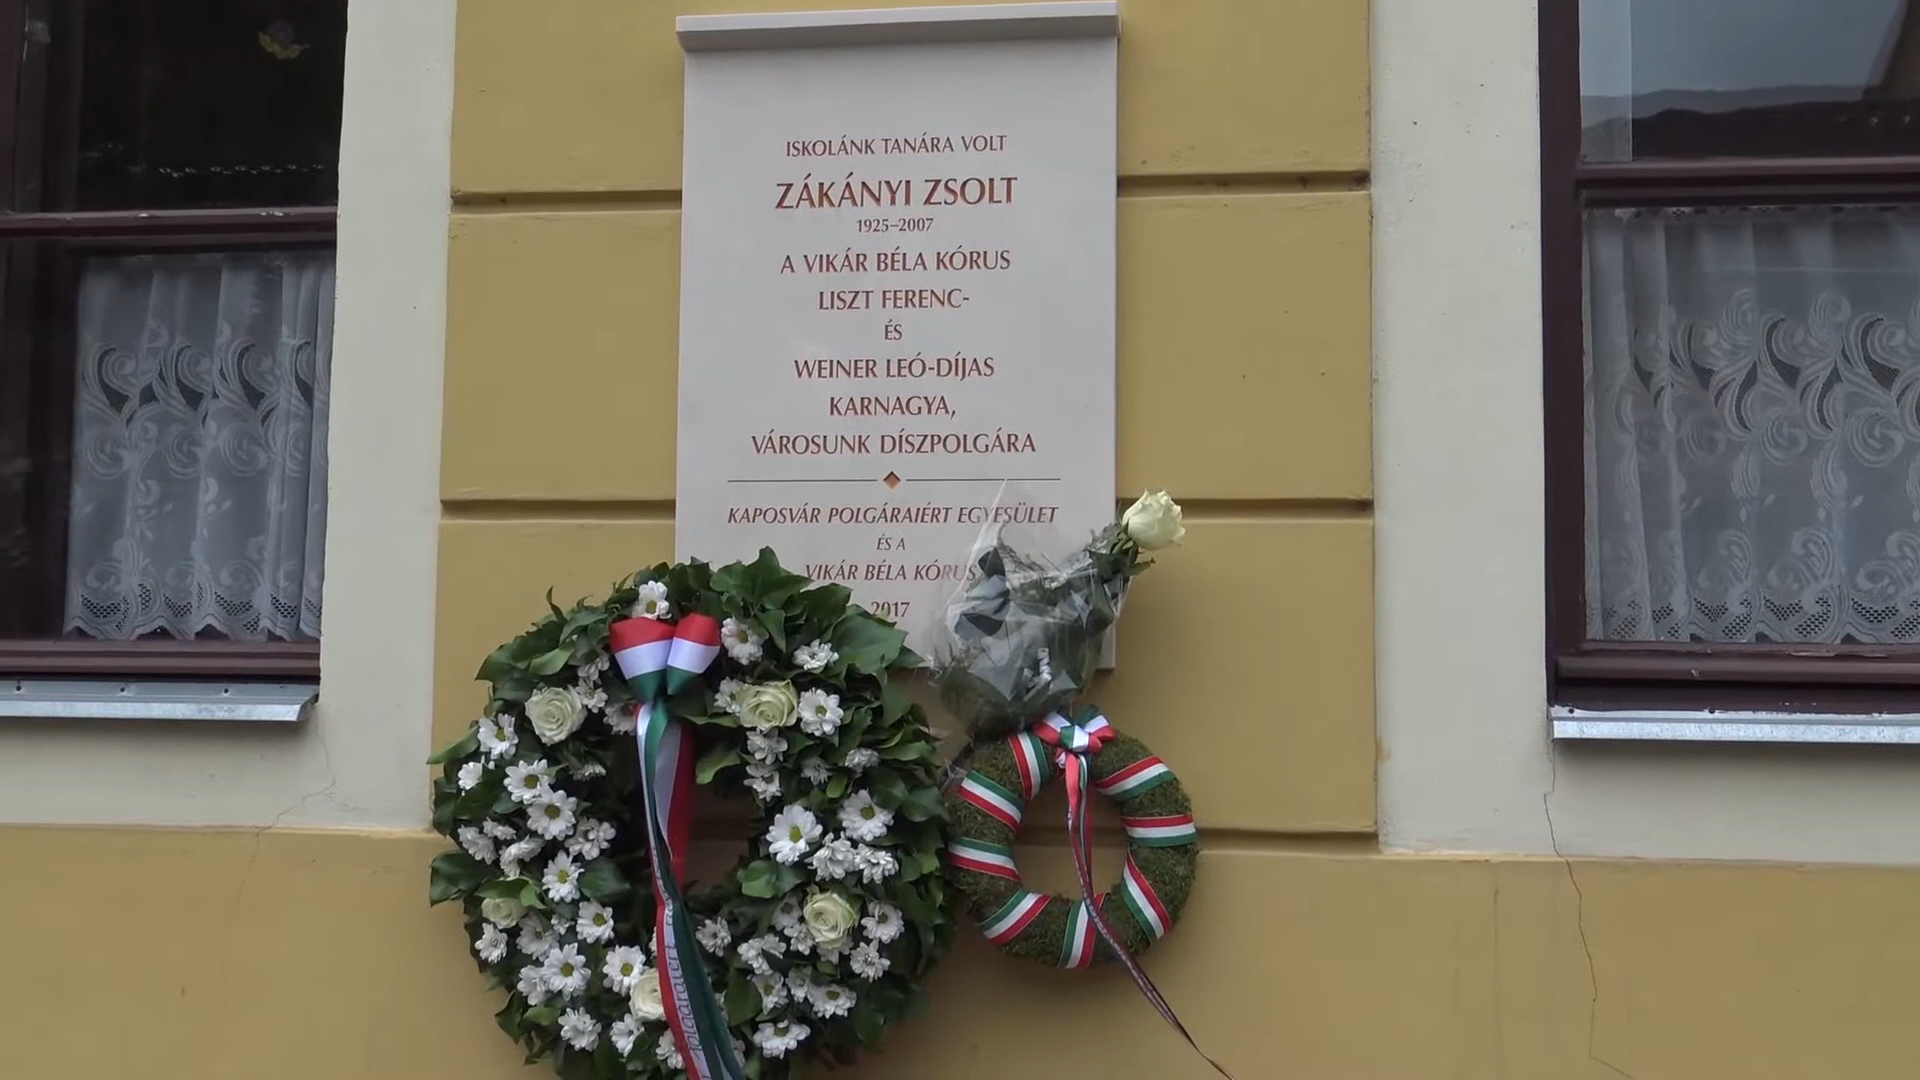 ISKOLÁNK TANÁRA VOLT
ZÁKÁNYI ZSOLT
1925–2007
A VIKÁR BÉLA KÓRUS
LISZT FERENC-
ÉS
WEINER LEÓ-DÍJAS
KARNAGYA,
VÁROSUNK DÍSZPOLGÁRA
KAPOSVÁR POLGÁRAIÉRT EGYESÜLET
ÉS A
VIKÁR BÉLA KÓRUS
2017